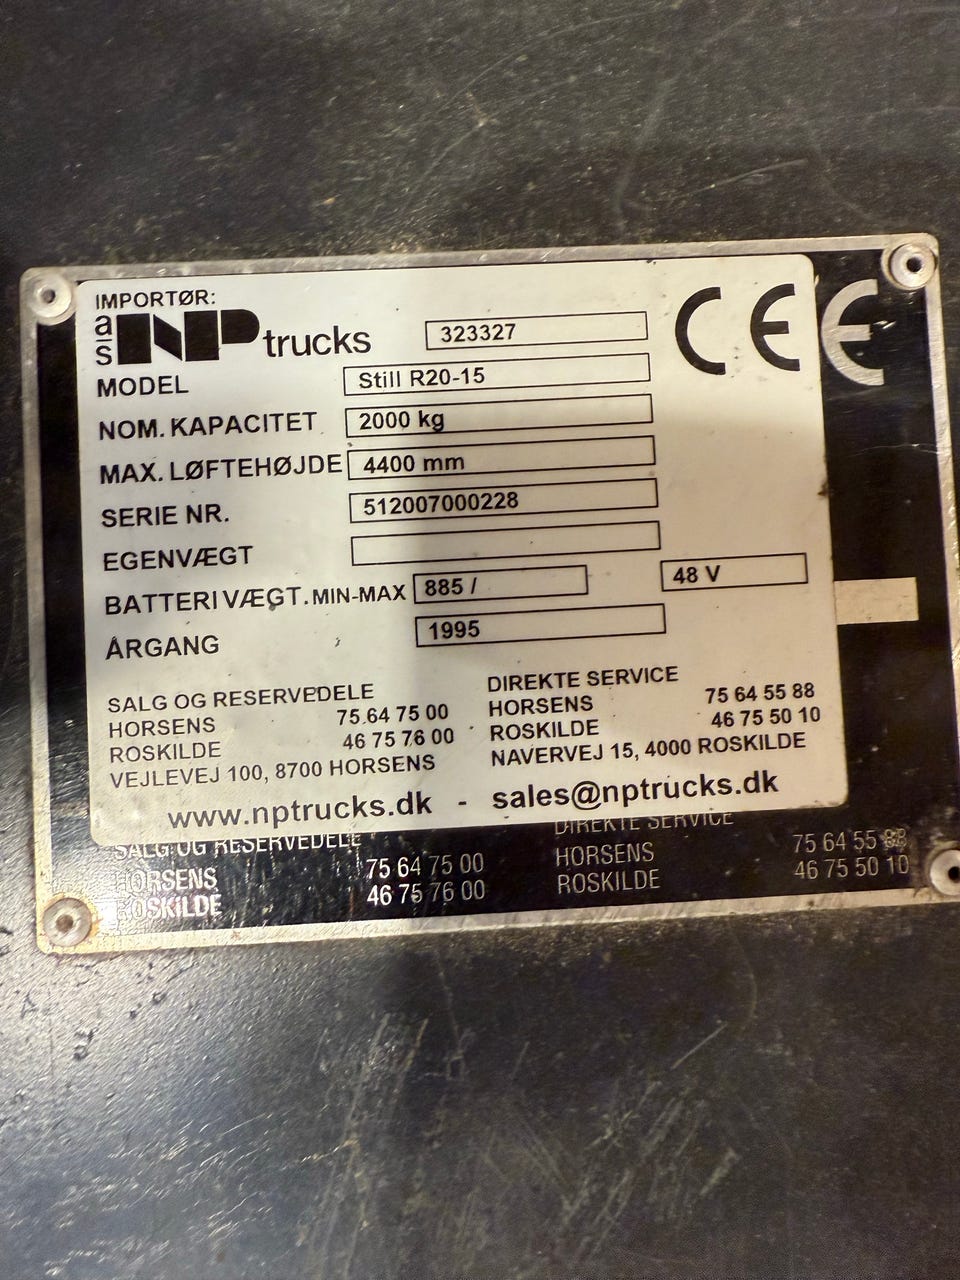 IMPORTØR:
a/s NP trucks 323327 CE E
MODEL Still R20-15
NOM. KAPACITET 2000 kg
MAX. LØFTEHØJDE 4400 mm
SERIE NR. 512007000228
EGENVÆGT
BATTERIVÆGT. MIN-MAX 885 / 48 V
ÅRGANG 1995
SALG OG RESERVEDELE
HORSENS 75 64 75 00
ROSKILDE 46 75 76 00
VEJLEVEJ 100, 8700 HORSENS
DIREKTE SERVICE
HORSENS 75 64 55 88
ROSKILDE 46 75 50 10
NAVERVEJ 15, 4000 ROSKILDE
www.nptrucks.dk - sales@nptrucks.dk
SALG OG RESERVEDELE
HORSENS 75 64 75 00
ROSKILDE 46 75 76 00
DIREKTE SERVICE
HORSENS 75 64 55 88
ROSKILDE 46 75 50 10